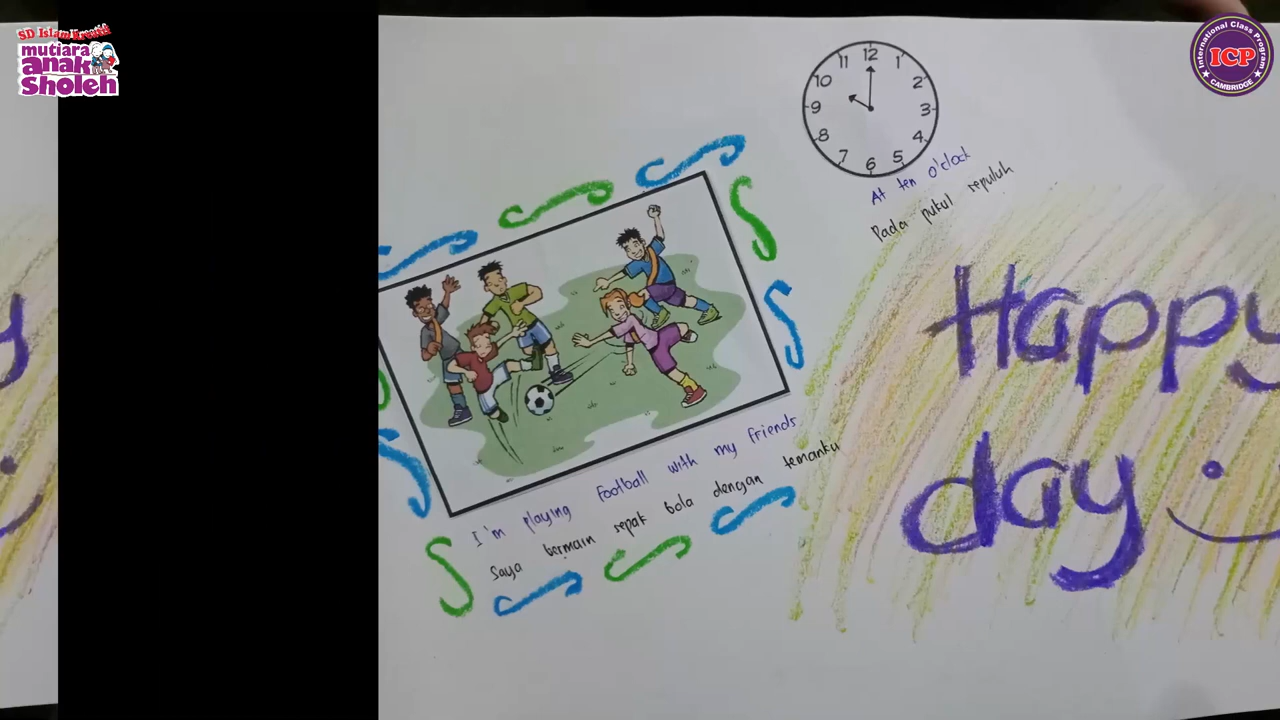 SD Islam Kreatif
mutiara
anak
Sholeh
International Class Program
ICP
CAMBRIDGE
12
1
2
3
4
5
6
7
8
9
10
11
At ten o'clock
Pada pukul sepuluh
I'm playing football with my friends
Saya bermain sepak bola dengan temanku
Happy
day